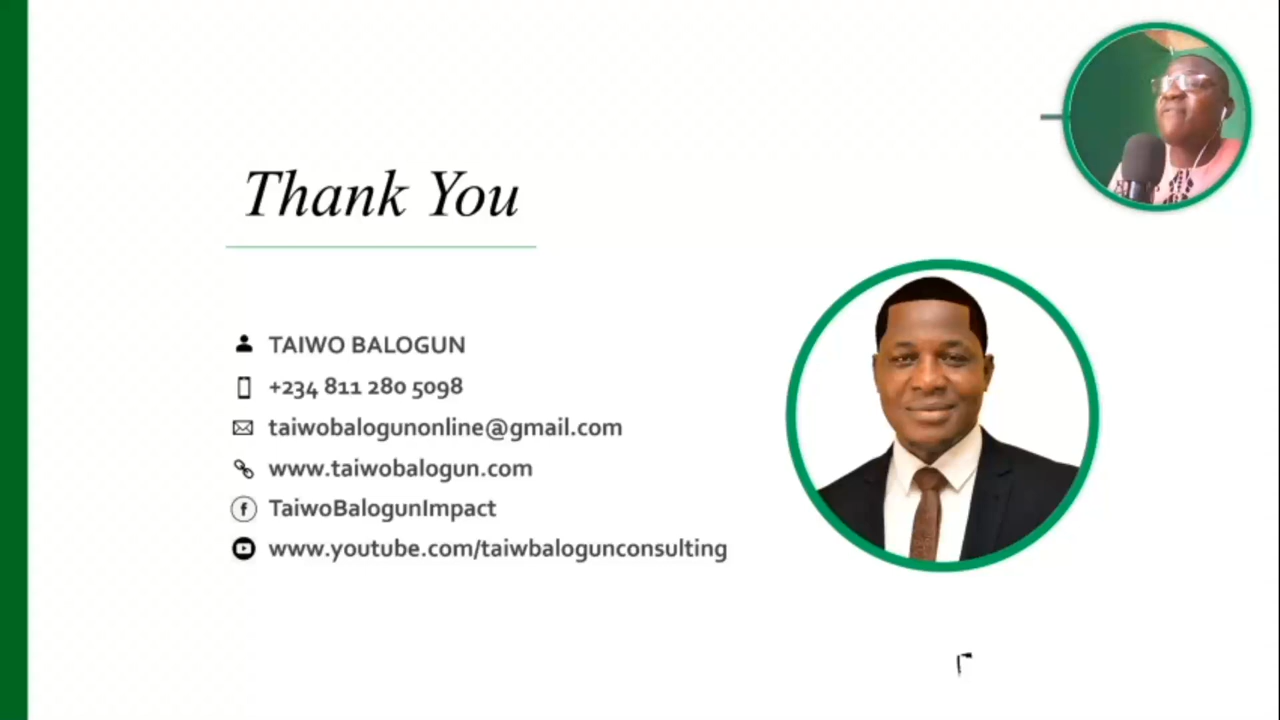 Thank You
TAIWO BALOGUN
+234 811 280 5098
taiwobalogunonline@gmail.com
www.taiwobalogun.com
TaiwoBalogunImpact
www.youtube.com/taiwbalogunconsulting